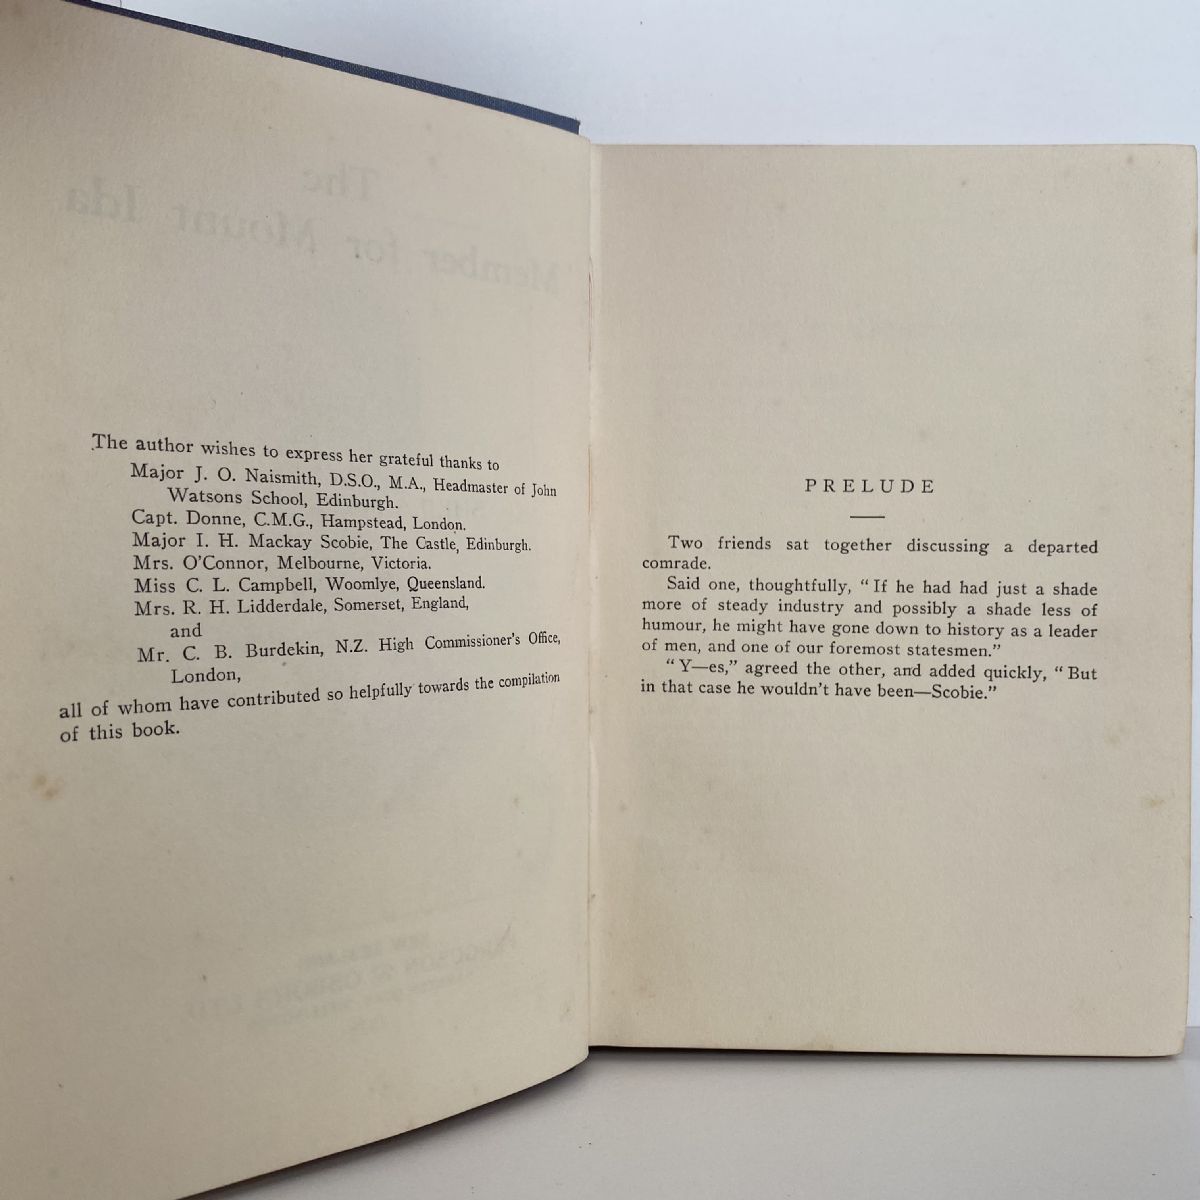 The author wishes to express her grateful thanks to
Major J. O. Naismith, D.S.O., M.A., Headmaster of John
Watsons School, Edinburgh.
Capt. Donne, C.M.G., Hampstead, London.
Major I. H. Mackay Scobie, The Castle, Edinburgh.
Mrs. O'Connor, Melbourne, Victoria.
Miss C. L. Campbell, Woomlye, Queensland.
Mrs. R. H. Lidderdale, Somerset, England,
and
Mr. C. B. Burdekin, N.Z. High Commissioner's Office,
London,
all of whom have contributed so helpfully towards the compilation
of this book.
PRELUDE
Two friends sat together discussing a departed
comrade.
Said one, thoughtfully, "If he had had just a shade
more of steady industry and possibly a shade less of
humour, he might have gone down to history as a leader
of men, and one of our foremost statesmen."
"Y—es," agreed the other, and added quickly, "But
in that case he wouldn't have been—Scobie."
The
Member for Mount Ida